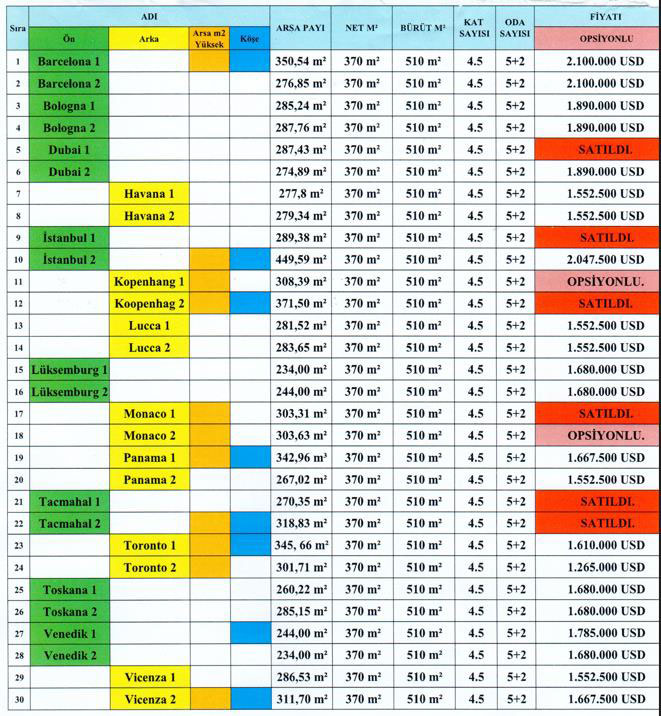 Sıra ADI ARSA PAYI NET M² BÜRÜT M² KAT SAYISI ODA SAYISI FİYATI
Ön Arka Arsa m2 Yüksek Köşe OPSİYONLU
1 Barcelona 1 350,54 m² 370 m² 510 m² 4.5 5+2 2.100.000 USD
2 Barcelona 2 276,85 m² 370 m² 510 m² 4.5 5+2 2.100.000 USD
3 Bologna 1 285,24 m² 370 m² 510 m² 4.5 5+2 1.890.000 USD
4 Bologna 2 287,76 m² 370 m² 510 m² 4.5 5+2 1.890.000 USD
5 Dubai 1 287,43 m² 370 m² 510 m² 4.5 5+2 SATILDI.
6 Dubai 2 274,89 m² 370 m² 510 m² 4.5 5+2 1.890.000 USD
7 Havana 1 277,8 m² 370 m² 510 m² 4.5 5+2 1.552.500 USD
8 Havana 2 279,34 m² 370 m² 510 m² 4.5 5+2 1.552.500 USD
9 İstanbul 1 289,38 m² 370 m² 510 m² 4.5 5+2 SATILDI.
10 İstanbul 2 449,59 m² 370 m² 510 m² 4.5 5+2 2.047.500 USD
11 Kopenhang 1 308,39 m² 370 m² 510 m² 4.5 5+2 OPSİYONLU.
12 Koopenhag 2 371,50 m² 370 m² 510 m² 4.5 5+2 SATILDI.
13 Lucca 1 281,52 m² 370 m² 510 m² 4.5 5+2 1.552.500 USD
14 Lucca 2 283,65 m² 370 m² 510 m² 4.5 5+2 1.552.500 USD
15 Lüksemburg 1 234,00 m² 370 m² 510 m² 4.5 5+2 1.680.000 USD
16 Lüksemburg 2 244,00 m² 370 m² 510 m² 4.5 5+2 1.680.000 USD
17 Monaco 1 303,31 m² 370 m² 510 m² 4.5 5+2 SATILDI.
18 Monaco 2 303,63 m² 370 m² 510 m² 4.5 5+2 OPSİYONLU.
19 Panama 1 342,96 m³ 370 m² 510 m² 4.5 5+2 1.667.500 USD
20 Panama 2 267,02 m² 370 m² 510 m² 4.5 5+2 1.552.500 USD
21 Tacmahal 1 270,35 m² 370 m² 510 m² 4.5 5+2 SATILDI.
22 Tacmahal 2 318,83 m² 370 m² 510 m² 4.5 5+2 SATILDI.
23 Toronto 1 345, 66 m² 370 m² 510 m² 4.5 5+2 1.610.000 USD
24 Toronto 2 301,71 m² 370 m² 510 m² 4.5 5+2 1.265.000 USD
25 Toskana 1 260,22 m² 370 m² 510 m² 4.5 5+2 1.680.000 USD
26 Toskana 2 285,15 m² 370 m² 510 m² 4.5 5+2 1.680.000 USD
27 Venedik 1 244,00 m² 370 m² 510 m² 4.5 5+2 1.785.000 USD
28 Venedik 2 234,00 m² 370 m² 510 m² 4.5 5+2 1.680.000 USD
29 Vicenza 1 286,53 m² 370 m² 510 m² 4.5 5+2 1.552.500 USD
30 Vicenza 2 311,70 m² 370 m² 510 m² 4.5 5+2 1.667.500 USD